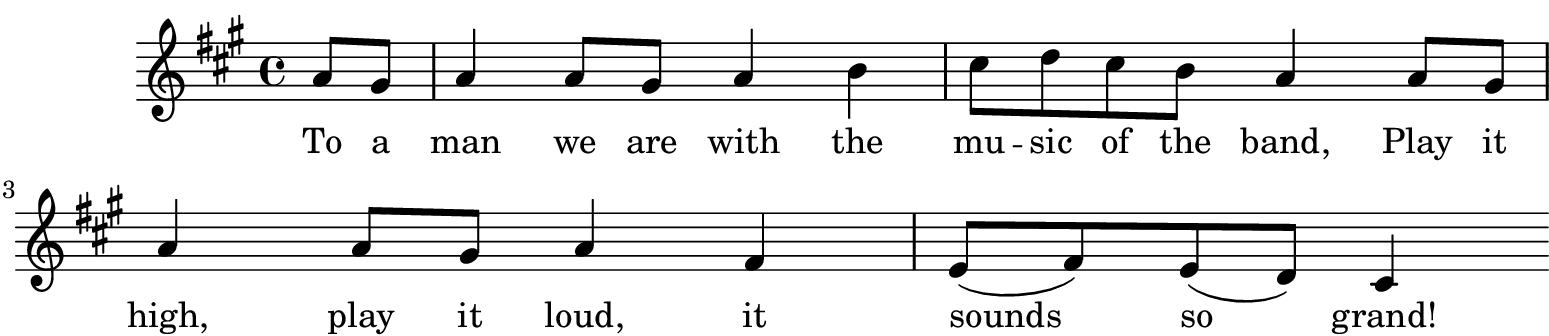 To a man we are with the mu - sic of the band, Play it
3
high, play it loud, it sounds so grand!